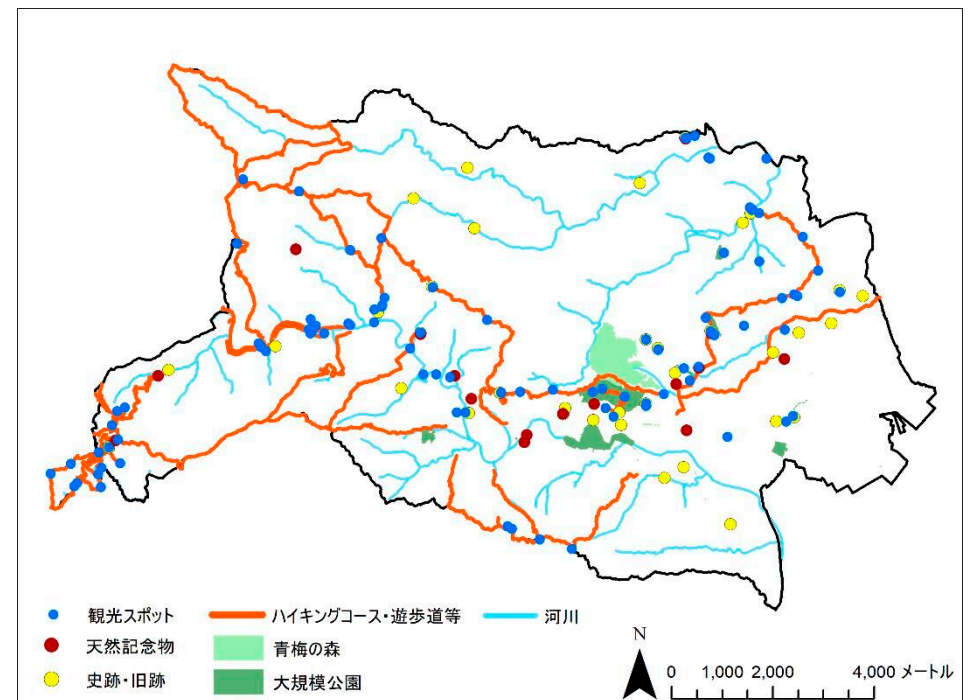 観光スポット ハイキングコース・遊歩道等 河川
天然記念物 青梅の森
史跡・旧跡 大規模公園
N
0 1,000 2,000 4,000 メートル